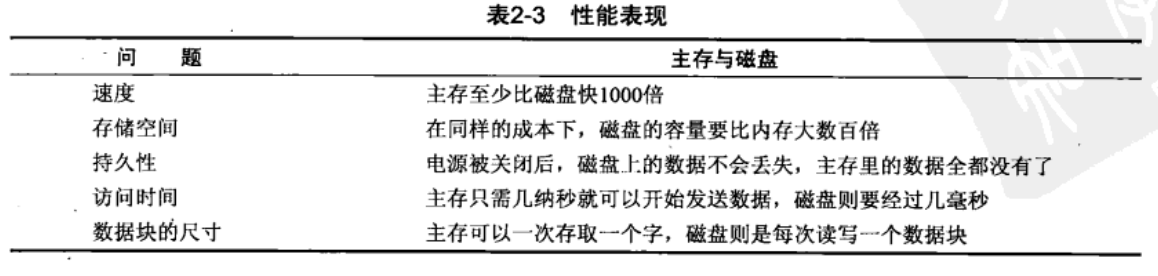 表2-3 性能表现
问 题 主存与磁盘
速度 主存至少比磁盘快1000倍
存储空间 在同样的成本下，磁盘的容量要比内存大数百倍
持久性 电源被关闭后，磁盘上的数据不会丢失，主存里的数据全都没有了
访问时间 主存只需几纳秒就可以开始发送数据，磁盘则要经过几毫秒
数据块的尺寸 主存可以一次存取一个字，磁盘则是每次读写一个数据块